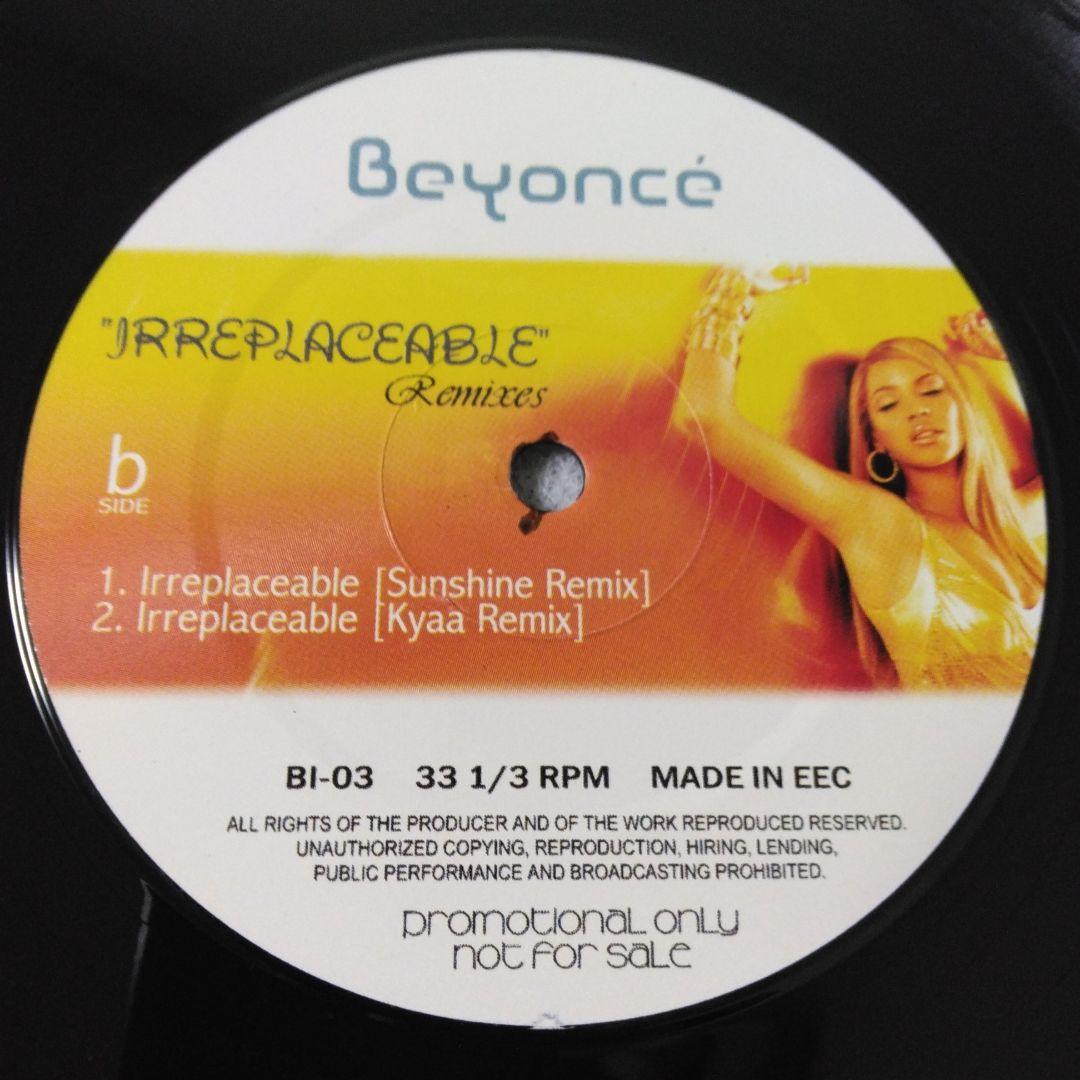 Beyoncé
"IRREPLACEABLE"
Remixes
b
SIDE
1. Irreplaceable [Sunshine Remix]
2. Irreplaceable [Kyaa Remix]
BI-03 33 1/3 RPM MADE IN EEC
ALL RIGHTS OF THE PRODUCER AND OF THE WORK REPRODUCED RESERVED.
UNAUTHORIZED COPYING, REPRODUCTION, HIRING, LENDING,
PUBLIC PERFORMANCE AND BROADCASTING PROHIBITED.
promotional only
not for sale